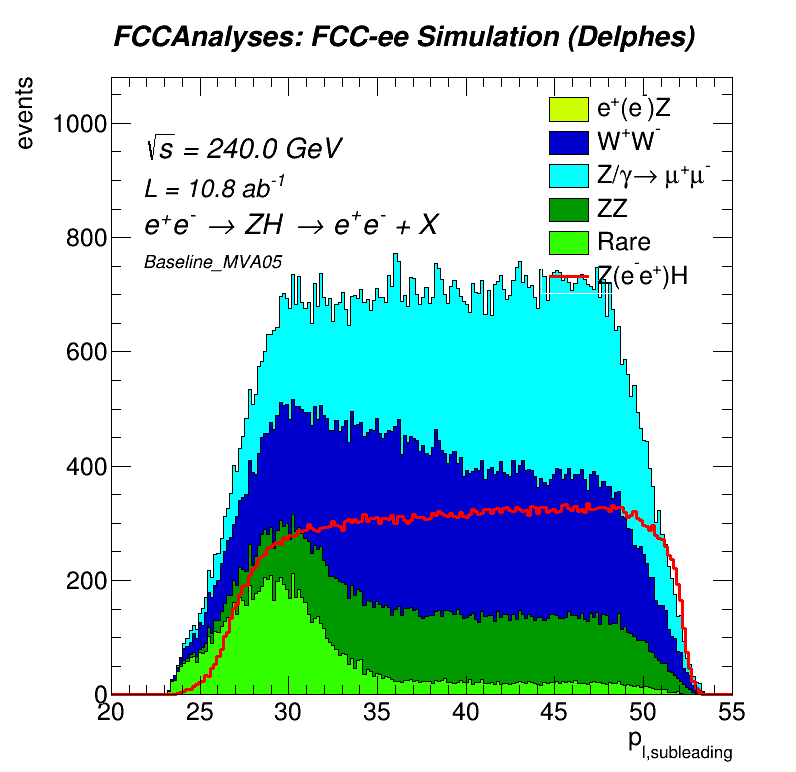 FCCAnalyses: FCC-ee Simulation (Delphes)
events
√s = 240.0 GeV
L = 10.8 ab⁻¹
e⁺e⁻ → ZH → e⁺e⁻ + X
Baseline_MVA05
e⁺(e⁻)Z
W⁺W⁻
Z/γ→ μ⁺μ⁻
ZZ
Rare
Z(e⁻e⁺)H
1000
800
600
400
200
0
20 25 30 35 40 45 50 55
p_l,subleading